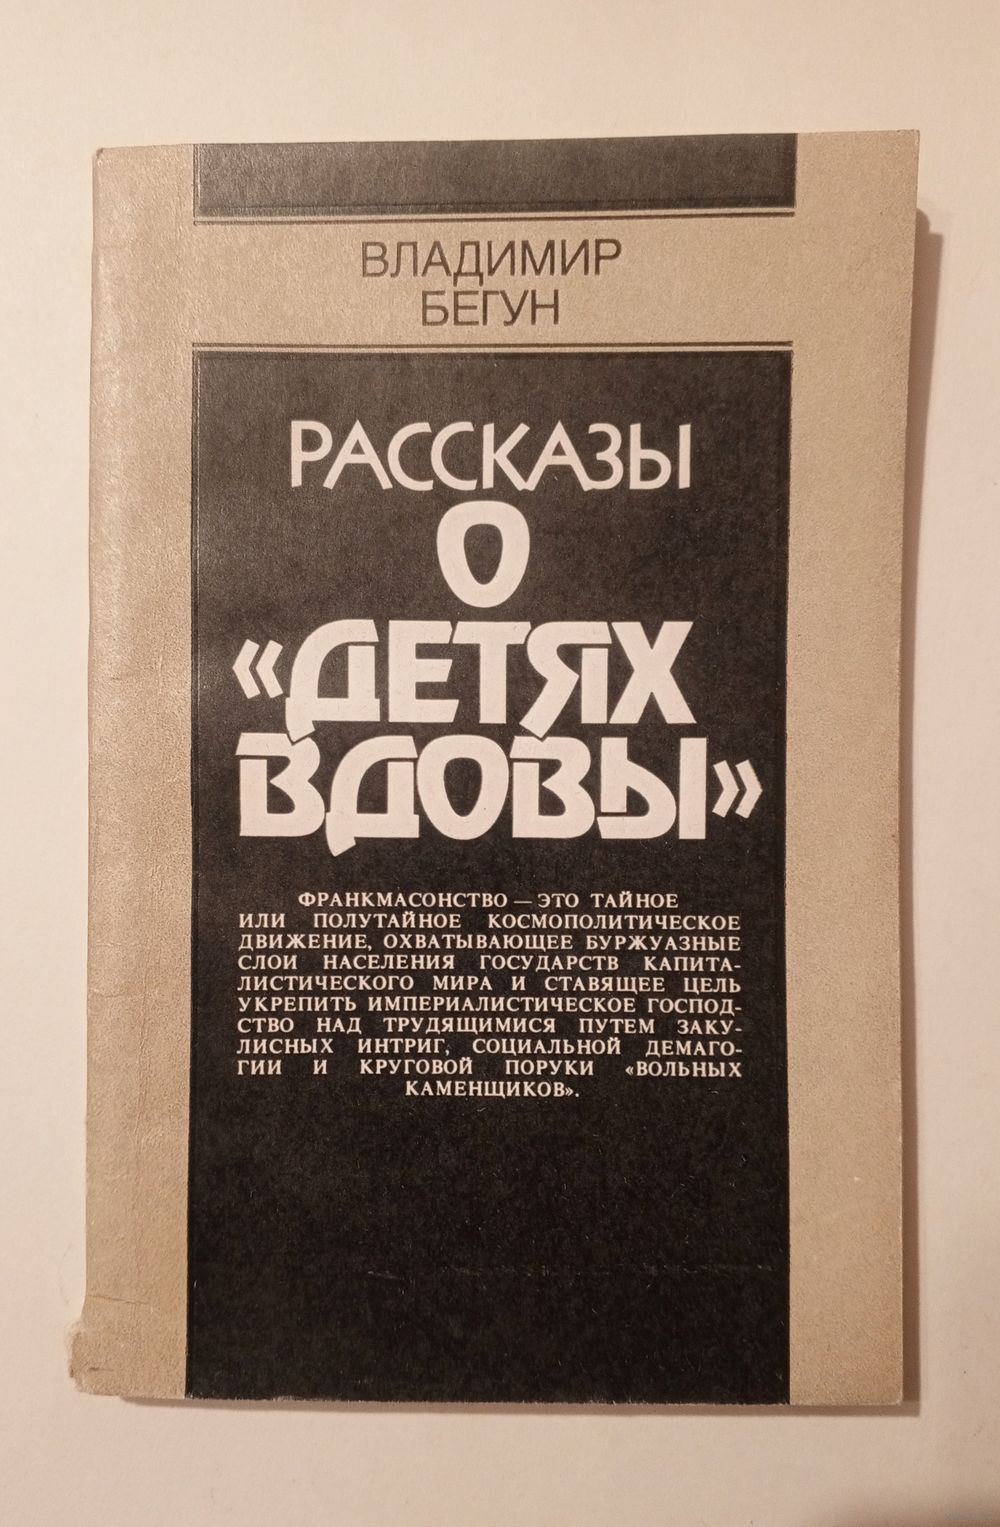 ВЛАДИМИР
БЕГУН
РАССКАЗЫ
О
«ДЕТЯХ
ВДОВЫ»
ФРАНКМАСОНСТВО — ЭТО ТАЙНОЕ
ИЛИ ПОЛУТАЙНОЕ КОСМОПОЛИТИЧЕСКОЕ
ДВИЖЕНИЕ, ОХВАТЫВАЮЩЕЕ БУРЖУАЗНЫЕ
СЛОИ НАСЕЛЕНИЯ ГОСУДАРСТВ КАПИТА-
ЛИСТИЧЕСКОГО МИРА И СТАВЯЩЕЕ ЦЕЛЬ
УКРЕПИТЬ ИМПЕРИАЛИСТИЧЕСКОЕ ГОСПОД-
СТВО НАД ТРУДЯЩИМИСЯ ПУТЕМ ЗАКУ-
ЛИСНЫХ ИНТРИГ, СОЦИАЛЬНОЙ ДЕМАГО-
ГИИ И КРУГОВОЙ ПОРУКИ «ВОЛЬНЫХ
КАМЕНЩИКОВ».